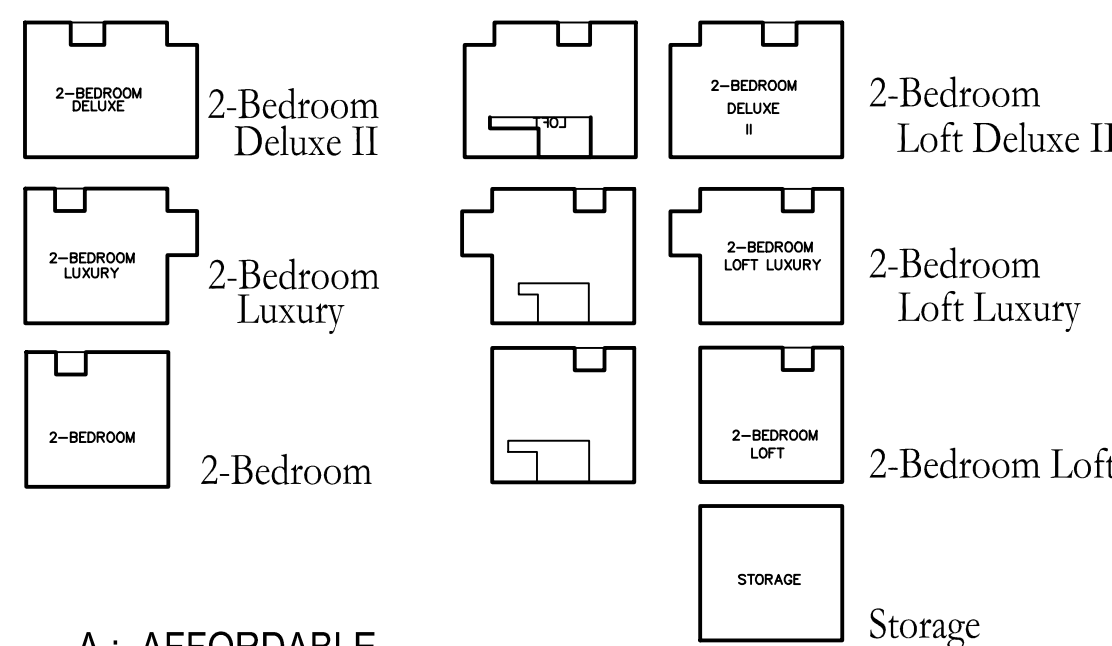 2-BEDROOM
DELUXE
2-Bedroom
Deluxe II
LOFT
2-BEDROOM
DELUXE
II
2-Bedroom
Loft Deluxe II
2-BEDROOM
LUXURY
2-Bedroom
Luxury
2-BEDROOM
LOFT LUXURY
2-Bedroom
Loft Luxury
2-BEDROOM
2-Bedroom
2-BEDROOM
LOFT
2-Bedroom Loft
STORAGE
Storage
A : AFFORDABLE